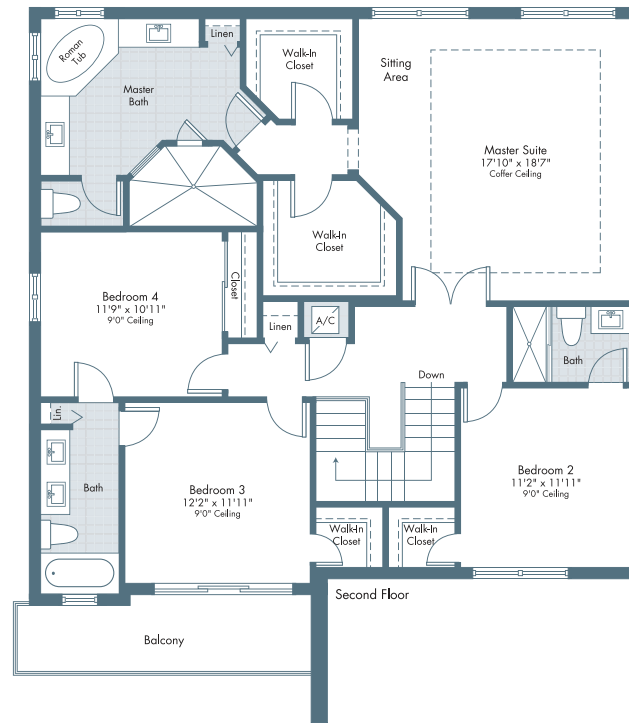 Roman
Tub
Linen
Walk-In
Closet
Sitting
Area
Master
Bath
Master Suite
17'10" x 18'7"
Coffer Ceiling
Walk-In
Closet
Closet
Bedroom 4
11'9" x 10'11"
9'0" Ceiling
Linen
A/C
Down
Bath
Lin.
Bath
Bedroom 3
12'2" x 11'11"
9'0" Ceiling
Bedroom 2
11'2" x 11'11"
9'0" Ceiling
Walk-In
Closet
Walk-In
Closet
Second Floor
Balcony